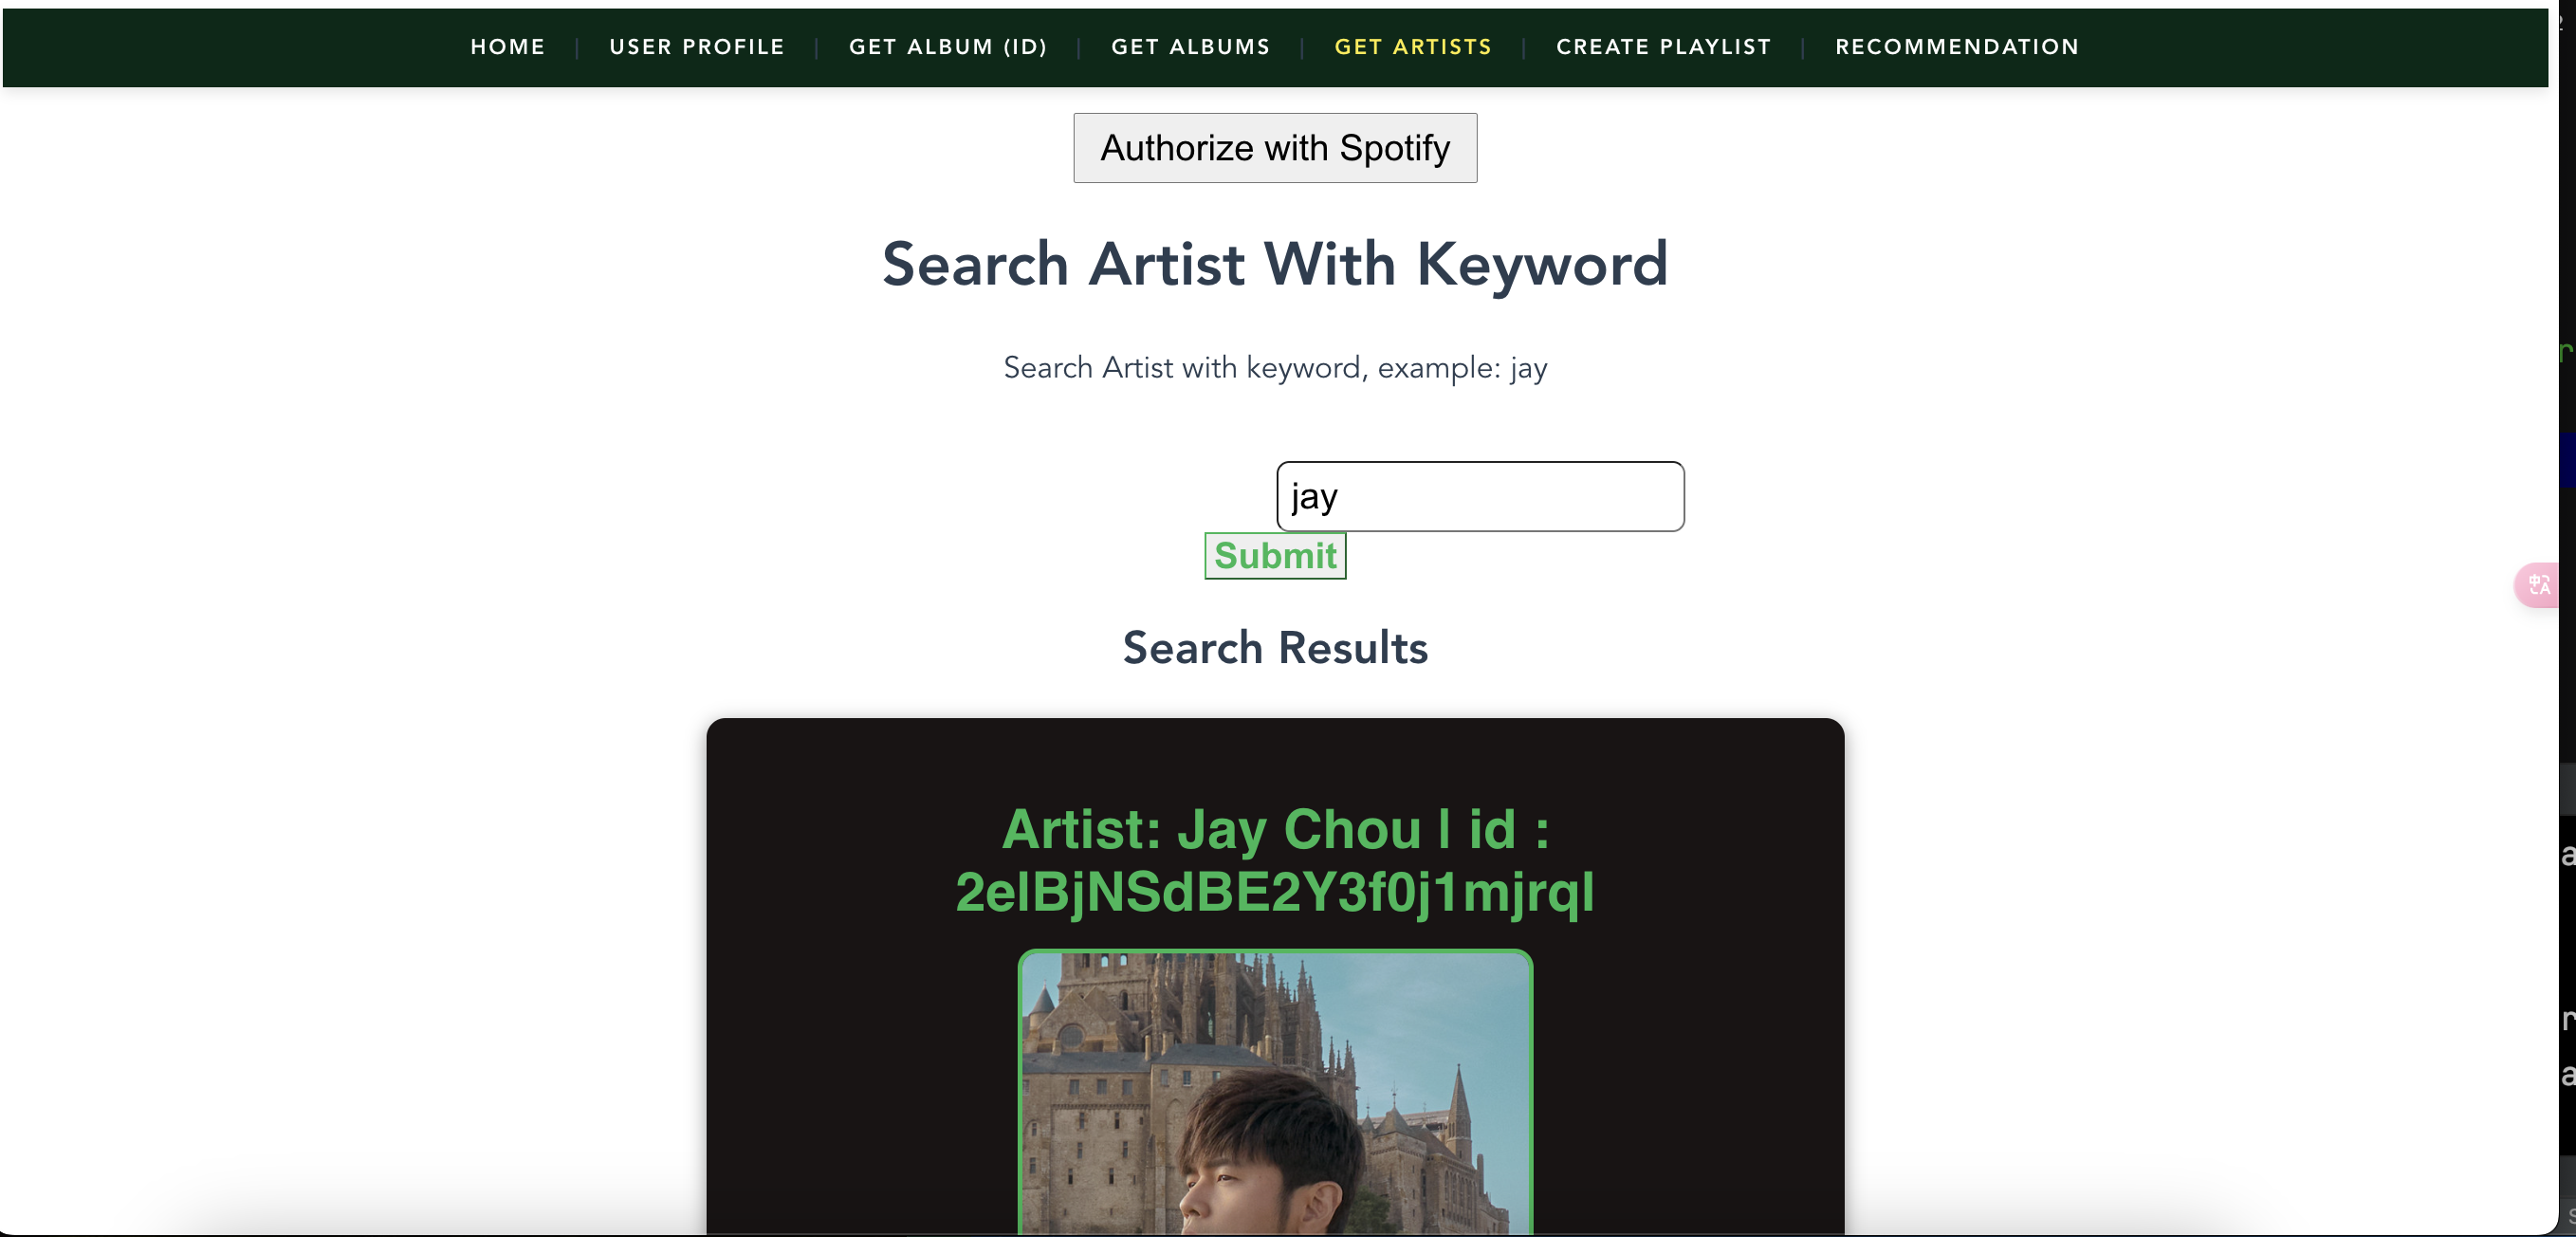 HOME | USER PROFILE | GET ALBUM (ID) | GET ALBUMS | GET ARTISTS | CREATE PLAYLIST | RECOMMENDATION
Authorize with Spotify
Search Artist With Keyword
Search Artist with keyword, example: jay
jay
Submit
中
A
Search Results
Artist: Jay Chou | id :
2elBjNSdBE2Y3f0j1mjrql